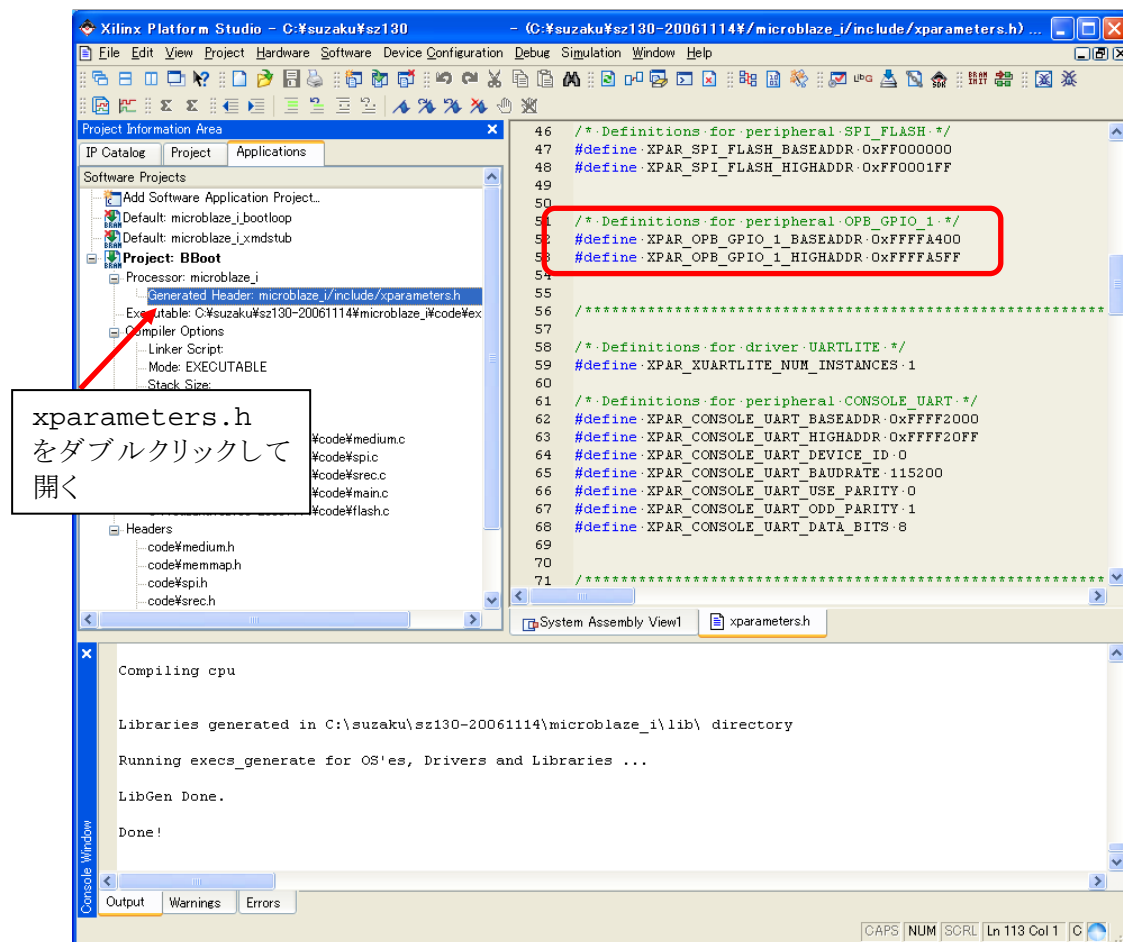 Xilinx Platform Studio - C:¥suzaku¥sz130 - (C:¥suzaku¥sz130-20061114¥/microblaze_i/include/xparameters.h) ...
File Edit View Project Hardware Software Device Configuration Debug Simulation Window Help
Project Information Area
IP Catalog Project Applications
Software Projects
Add Software Application Project...
Default: microblaze_i_bootloop
Default: microblaze_i_xmdstub
Project: BBoot
Processor: microblaze_i
Generated Header: microblaze_i/include/xparameters.h
Executable: C:¥suzaku¥sz130-20061114¥microblaze_i¥code¥ex
Compiler Options
Linker Script:
Mode: EXECUTABLE
Stack Size:
xparameters.h
をダブルクリックして
開く
¥code¥medium.c
¥code¥spi.c
¥code¥srec.c
¥code¥main.c
¥code¥flash.c
Headers
code¥medium.h
code¥memmap.h
code¥spi.h
code¥srec.h
46 /*·Definitions·for·peripheral·SPI_FLASH·*/
47 #define·XPAR_SPI_FLASH_BASEADDR·0xFF000000
48 #define·XPAR_SPI_FLASH_HIGHADDR·0xFF0001FF
49
50
51 /*·Definitions·for·peripheral·OPB_GPIO_1·*/
52 #define·XPAR_OPB_GPIO_1_BASEADDR·0xFFFFA400
53 #define·XPAR_OPB_GPIO_1_HIGHADDR·0xFFFFA5FF
54
55
56 /***********************************************************
57
58 /*·Definitions·for·driver·UARTLITE·*/
59 #define·XPAR_XUARTLITE_NUM_INSTANCES·1
60
61 /*·Definitions·for·peripheral·CONSOLE_UART·*/
62 #define·XPAR_CONSOLE_UART_BASEADDR·0xFFFF2000
63 #define·XPAR_CONSOLE_UART_HIGHADDR·0xFFFF20FF
64 #define·XPAR_CONSOLE_UART_DEVICE_ID·0
65 #define·XPAR_CONSOLE_UART_BAUDRATE·115200
66 #define·XPAR_CONSOLE_UART_USE_PARITY·0
67 #define·XPAR_CONSOLE_UART_ODD_PARITY·1
68 #define·XPAR_CONSOLE_UART_DATA_BITS·8
69
70
71 /***********************************************************
System Assembly View1 xparameters.h
Compiling cpu
Libraries generated in C:\suzaku\sz130-20061114\microblaze_i\lib\ directory
Running execs_generate for OS'es, Drivers and Libraries ...
LibGen Done.
Done!
Console Window
Output Warnings Errors
CAPS NUM SCRL Ln 113 Col 1 C